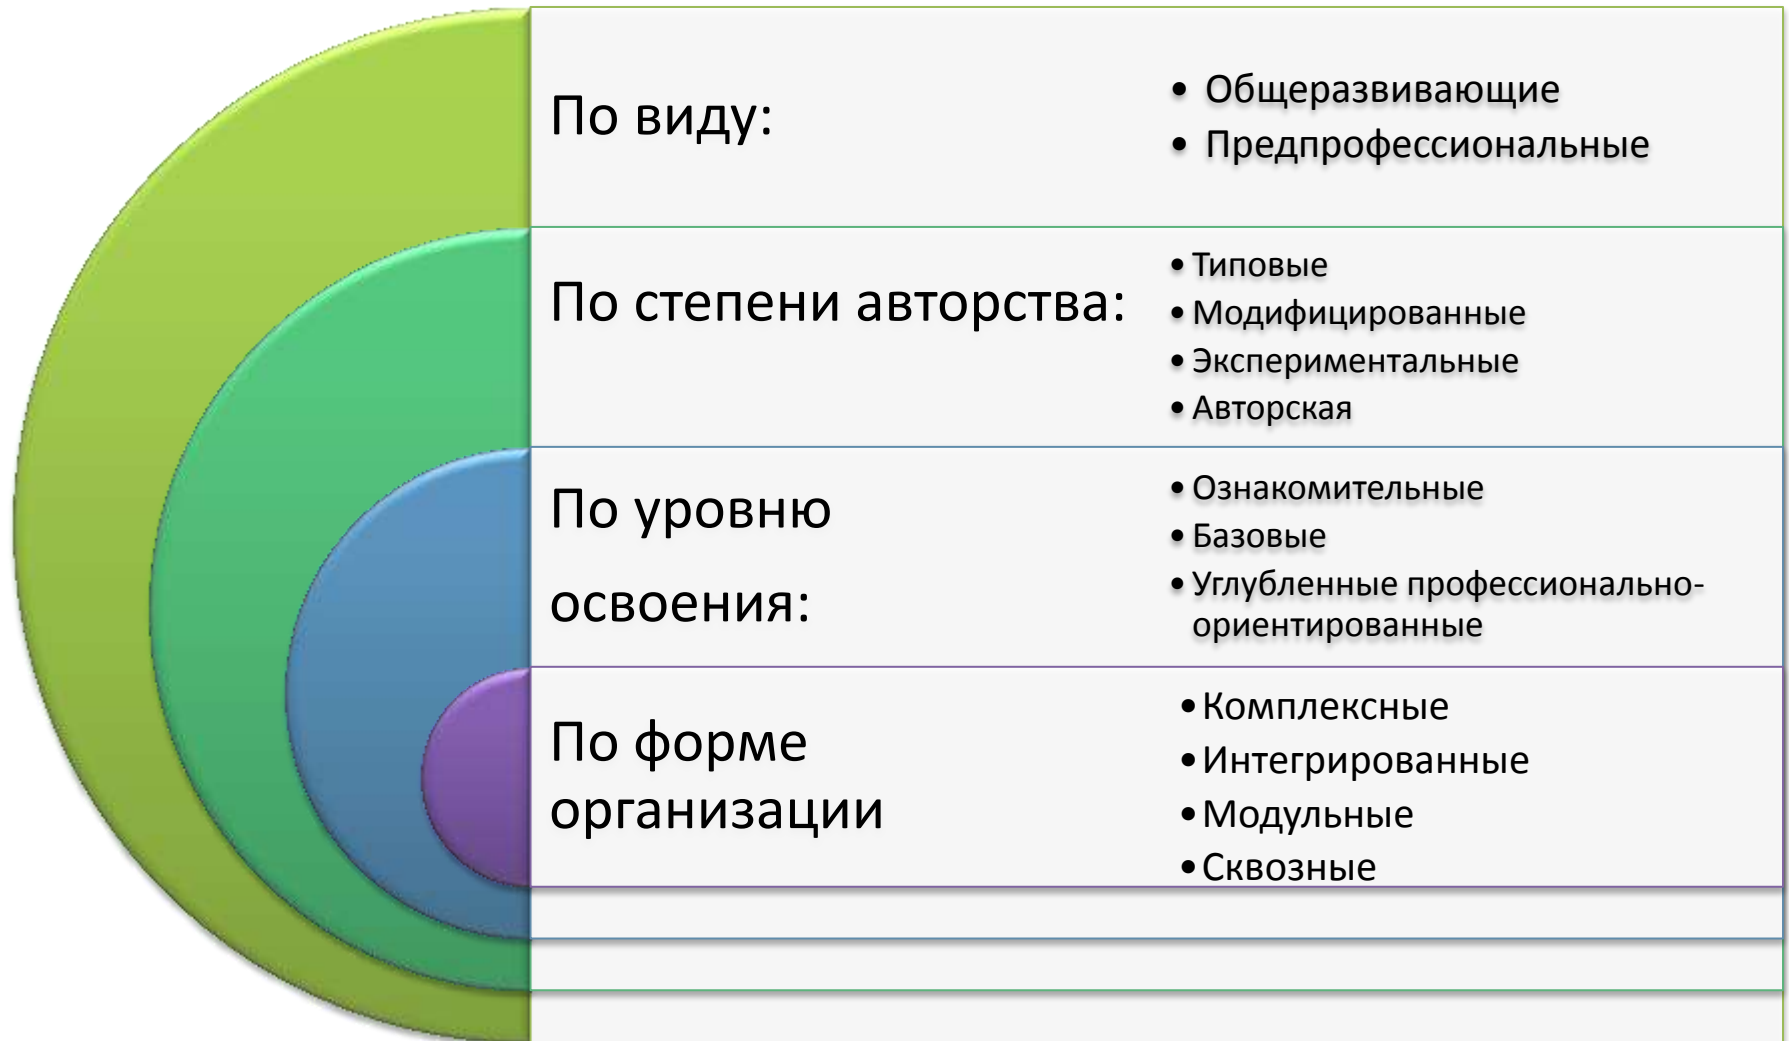 По виду:
• Общеразвивающие
• Предпрофессиональные
По степени авторства:
• Типовые
• Модифицированные
• Экспериментальные
• Авторская
По уровню
освоения:
• Ознакомительные
• Базовые
• Углубленные профессионально-
ориентированные
По форме
организации
• Комплексные
• Интегрированные
• Модульные
• Сквозные